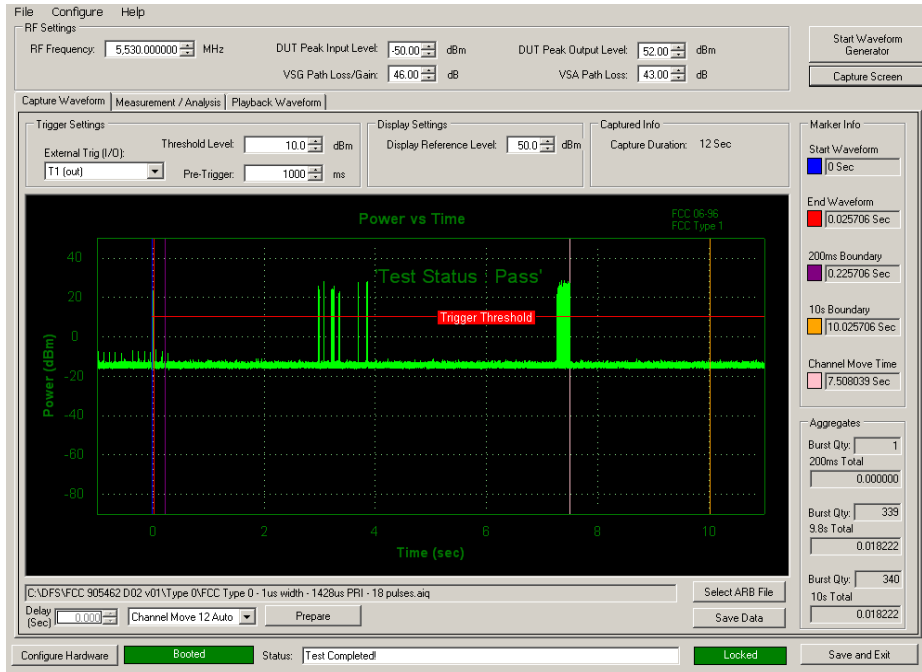 File Configure Help
RF Settings
RF Frequency: 5,530.000000 MHz
DUT Peak Input Level: -50.00 dBm
DUT Peak Output Level: 52.00 dBm
VSG Path Loss/Gain: 46.00 dB
VSA Path Loss: 43.00 dB
Start Waveform Generator
Capture Screen
Capture Waveform Measurement / Analysis Playback Waveform
Trigger Settings
External Trig (I/O):
T1 (out)
Threshold Level: 10.0 dBm
Pre-Trigger: 1000 ms
Display Settings
Display Reference Level: 50.0 dBm
Captured Info
Capture Duration: 12 Sec
Marker Info
Start Waveform
0 Sec
End Waveform
0.025706 Sec
200ms Boundary
0.225706 Sec
10s Boundary
10.025706 Sec
Channel Move Time
7.508039 Sec
Power vs Time
FCC 06-96
FCC Type 1
'Test Status : Pass'
Trigger Threshold
Power (dBm)
40
20
0
-20
-40
-60
-80
0 2 4 6 8 10
Time (sec)
Aggregates
Burst Qty: 1
200ms Total
0.000000
Burst Qty: 339
9.8s Total
0.018222
Burst Qty: 340
10s Total
0.018222
C:\DFS\FCC 905462 D02 v01\Type 0\FCC Type 0 - 1us width - 1428us PRI - 18 pulses.aiq
Select ARB File
Delay (Sec) 0.000
Channel Move 12 Auto
Prepare
Save Data
Configure Hardware
Booted
Status: Test Completed!
Locked
Save and Exit